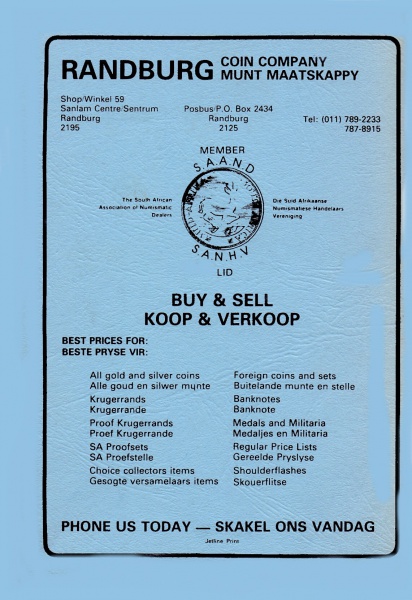 RANDBURG COIN COMPANY
MUNT MAATSKAPPY
Shop/Winkel 59
Sanlam Centre/Sentrum
Randburg
2195
Posbus/P.O. Box 2434
Randburg
2125
Tel: (011) 789-2233
787-8915
MEMBER
S.A.A.N.D
The South African
Association of Numismatic
Dealers
Die Suid Afrikaanse
Numismatiese Handelaars
Vereniging
S.A.N.H.V
LID
BUY & SELL
KOOP & VERKOOP
BEST PRICES FOR:
BESTE PRYSE VIR:
All gold and silver coins
Alle goud en silwer munte
Krugerrands
Krugerrande
Proof Krugerrands
Proef Krugerrande
SA Proofsets
SA Proefstelle
Choice collectors items
Gesogte versamelaars items
Foreign coins and sets
Buitelandse munte en stelle
Banknotes
Banknote
Medals and Militaria
Medaljes en Militaria
Regular Price Lists
Gereelde Pryslyse
Shoulderflashes
Skouerflitse
PHONE US TODAY — SKAKEL ONS VANDAG
Jetline Print